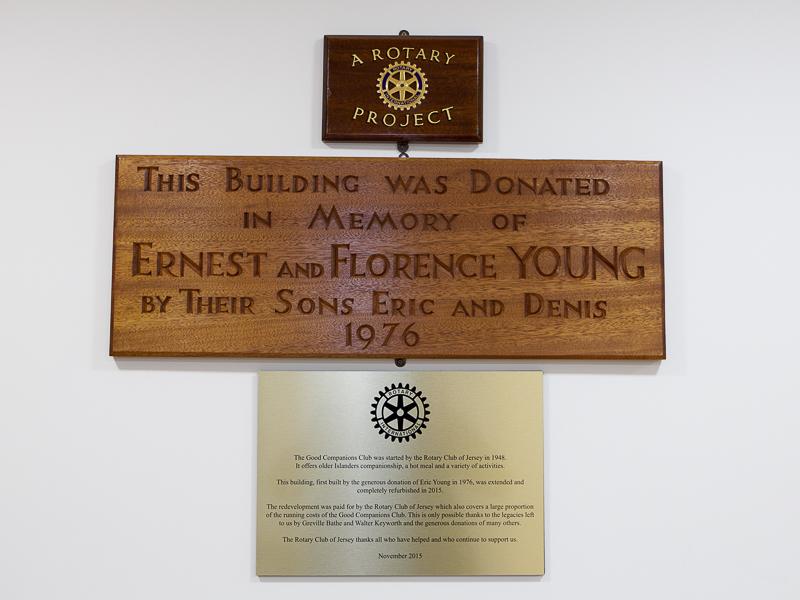 A ROTARY
ROTARY
INTERNATIONAL
PROJECT
THIS BUILDING WAS DONATED
IN MEMORY OF
ERNEST AND FLORENCE YOUNG
BY THEIR SONS ERIC AND DENIS
1976
ROTARY
INTERNATIONAL
The Good Companions Club was started by the Rotary Club of Jersey in 1948.
It offers older Islanders companionship, a hot meal and a variety of activities.
This building, first built by the generous donation of Eric Young in 1976, was extended and
completely refurbished in 2015.
The redevelopment was paid for by the Rotary Club of Jersey which also covers a large proportion
of the running costs of the Good Companions Club. This is only possible thanks to the legacies left
to us by Greville Bathe and Walter Keyworth and the generous donations of many others.
The Rotary Club of Jersey thanks all who have helped and who continue to support us.
November 2015